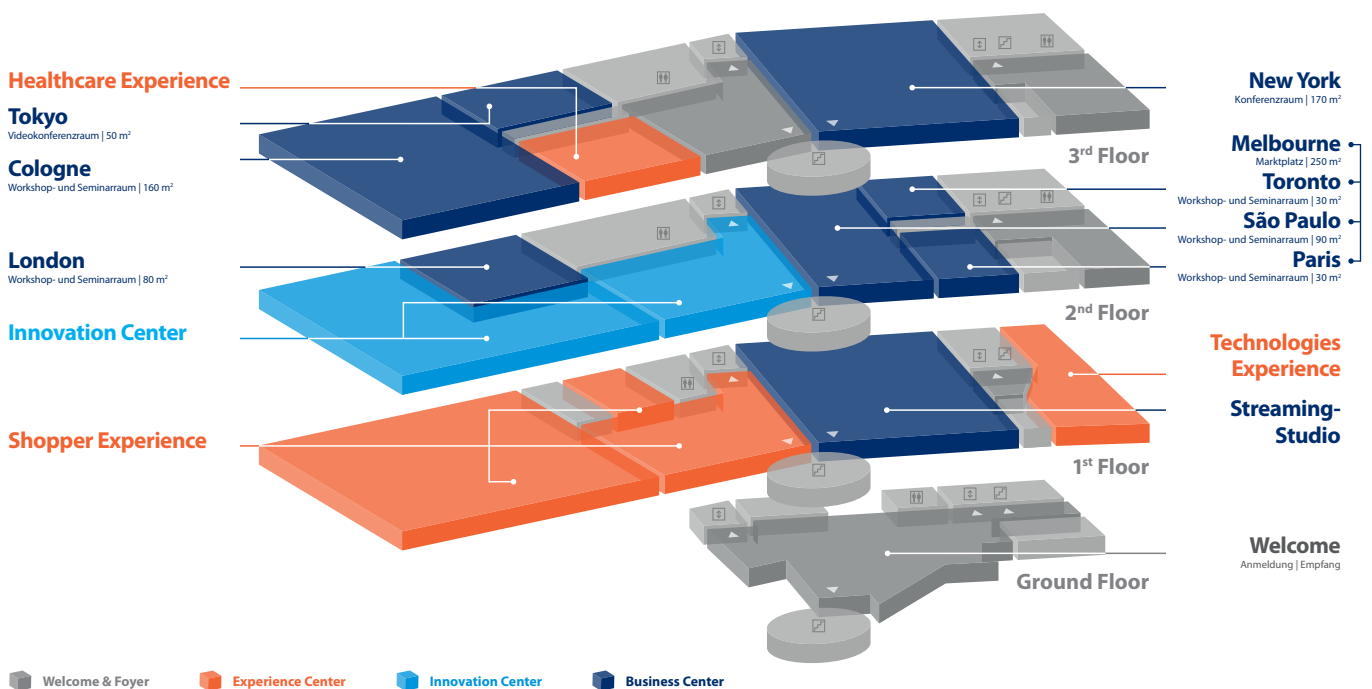 Healthcare Experience
Tokyo
Videokonferenzraum | 50 m²
Cologne
Workshop- und Seminarraum | 160 m²
London
Workshop- und Seminarraum | 80 m²
Innovation Center
Shopper Experience
New York
Konferenzraum | 170 m²
3rd Floor
Melbourne
Marktplatz | 250 m²
Toronto
Workshop- und Seminarraum | 30 m²
São Paulo
Workshop- und Seminarraum | 90 m²
Paris
Workshop- und Seminarraum | 30 m²
2nd Floor
Technologies
Experience
Streaming-
Studio
1st Floor
Welcome
Anmeldung | Empfang
Ground Floor
Welcome & Foyer
Experience Center
Innovation Center
Business Center